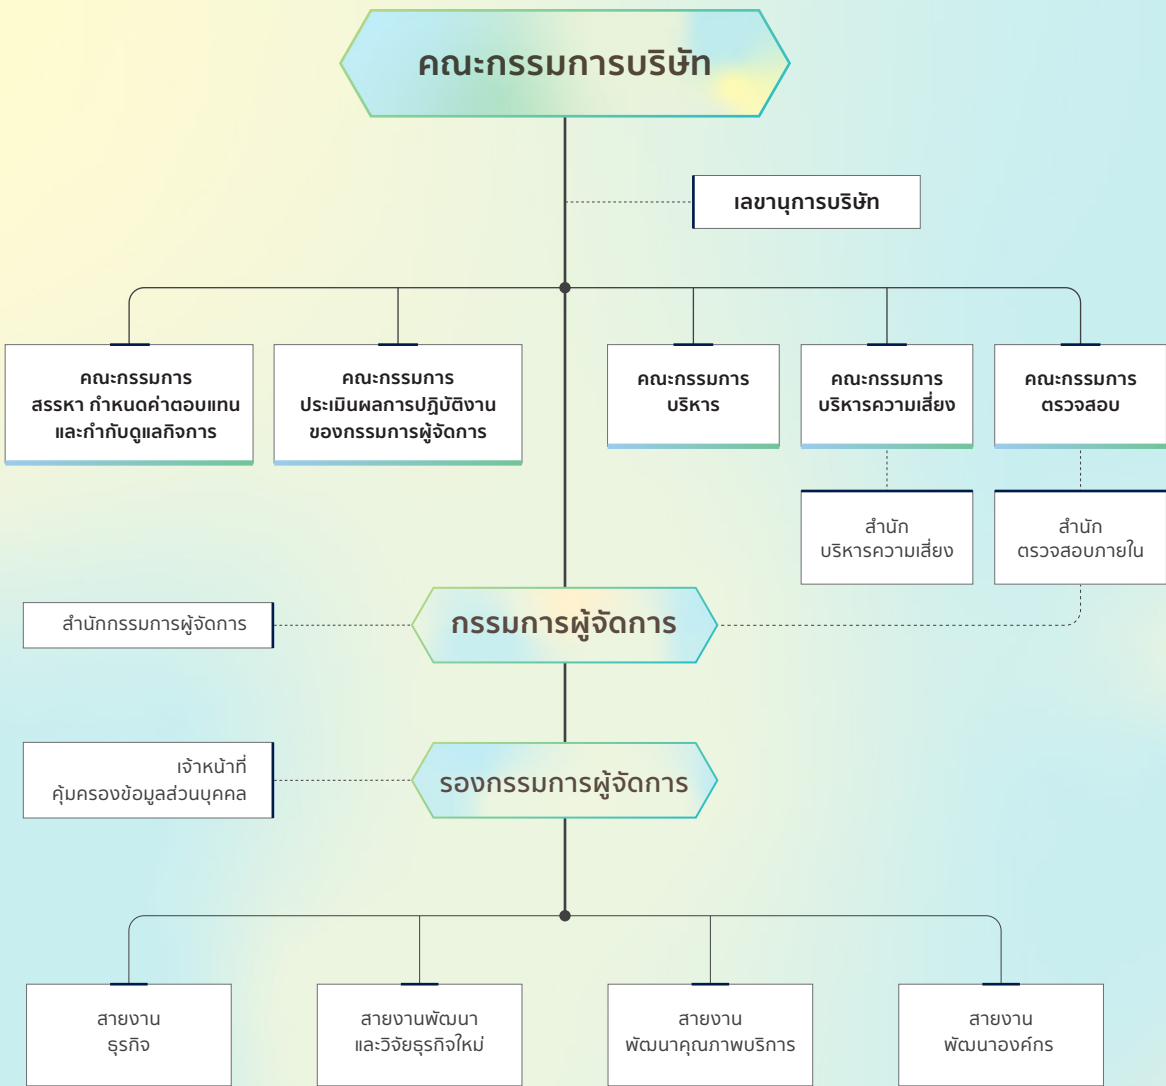 คณะกรรมการบริษัท
เลขานุการบริษัท
คณะกรรมการ
สรรหา กำหนดค่าตอบแทน
และกำกับดูแลกิจการ
คณะกรรมการ
ประเมินผลการปฏิบัติงาน
ของกรรมการผู้จัดการ
คณะกรรมการ
บริหาร
คณะกรรมการ
บริหารความเสี่ยง
คณะกรรมการ
ตรวจสอบ
สำนัก
บริหารความเสี่ยง
สำนัก
ตรวจสอบภายใน
สำนักกรรมการผู้จัดการ
กรรมการผู้จัดการ
เจ้าหน้าที่
คุ้มครองข้อมูลส่วนบุคคล
รองกรรมการผู้จัดการ
สายงาน
ธุรกิจ
สายงานพัฒนา
และวิจัยธุรกิจใหม่
สายงาน
พัฒนาคุณภาพบริการ
สายงาน
พัฒนาองค์กร